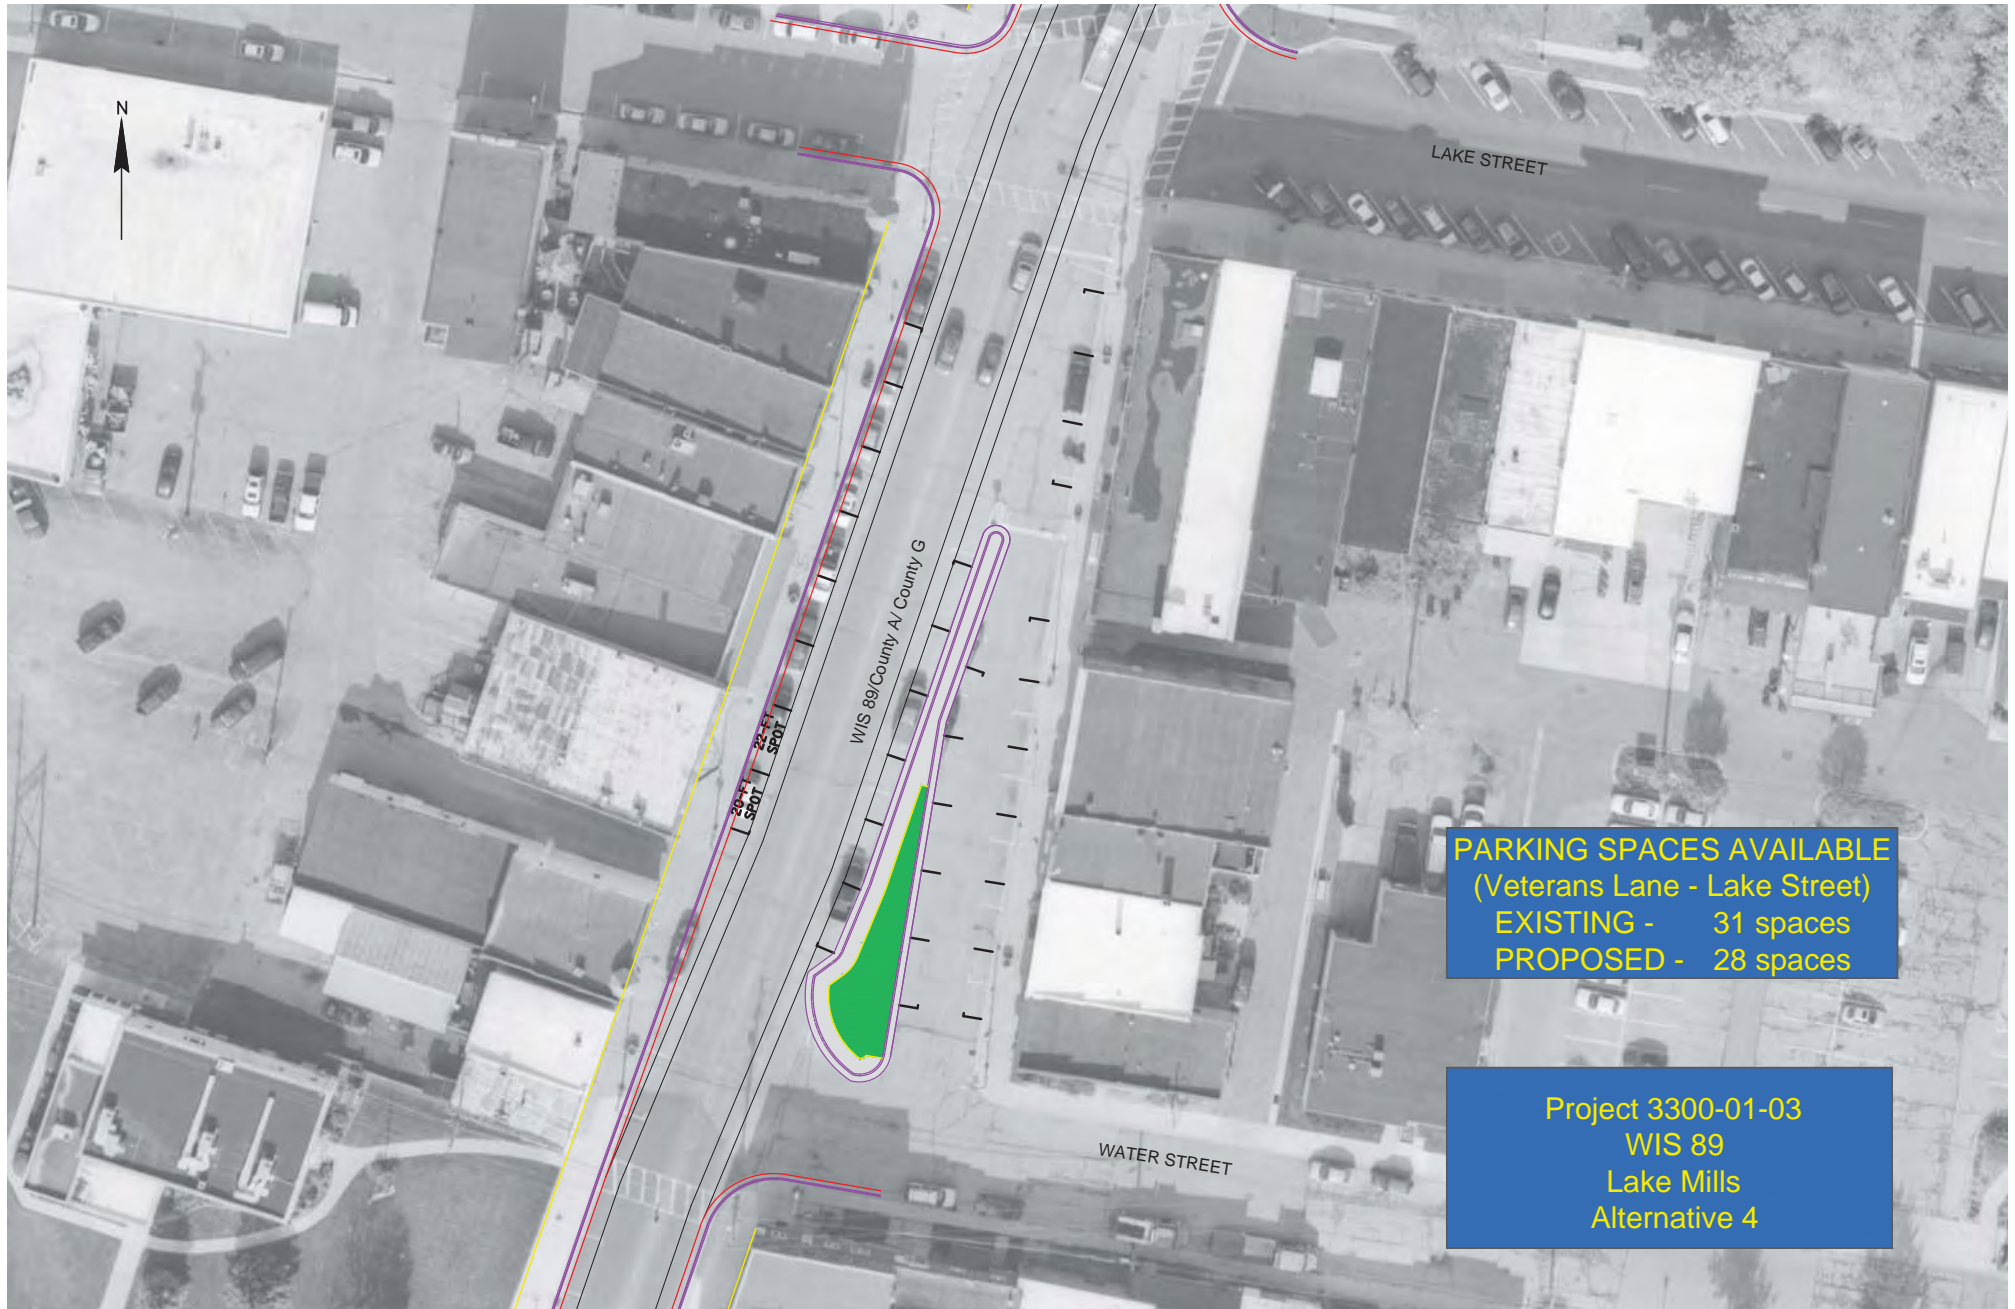 N
LAKE STREET
WIS 89/County A/ County G
22-FT
SPOT
20-FT
SPOT
PARKING SPACES AVAILABLE
(Veterans Lane - Lake Street)
EXISTING - 31 spaces
PROPOSED - 28 spaces
WATER STREET
Project 3300-01-03
WIS 89
Lake Mills
Alternative 4